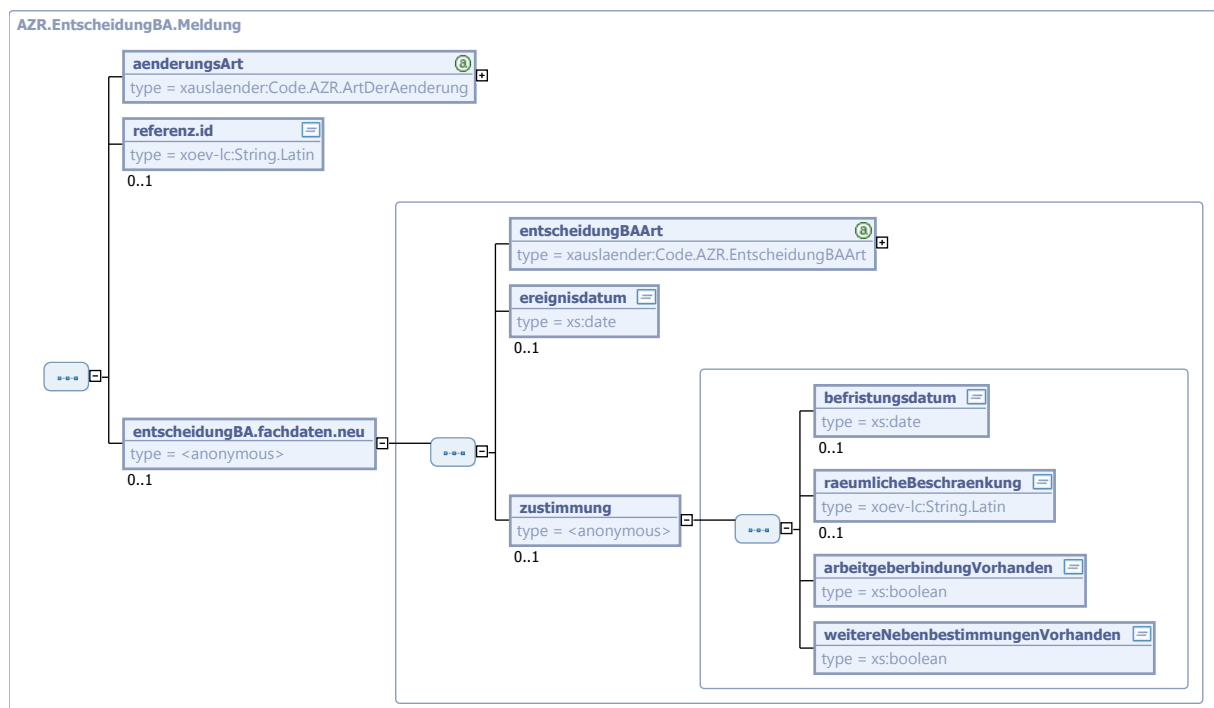 AZR.EntscheidungBA.Meldung
aenderungsArt
type = xauslaender:Code.AZR.ArtDerAenderung
referenz.id
type = xoev-lc:String.Latin
0..1
entscheidungBA.fachdaten.neu
type = <anonymous>
0..1
entscheidungBAArt
type = xauslaender:Code.AZR.EntscheidungBAArt
ereignisdatum
type = xs:date
0..1
zustimmung
type = <anonymous>
0..1
befristungsdatum
type = xs:date
0..1
raeumlicheBeschraenkung
type = xoev-lc:String.Latin
0..1
arbeitgeberbindungVorhanden
type = xs:boolean
weitereNebenbestimmungenVorhanden
type = xs:boolean